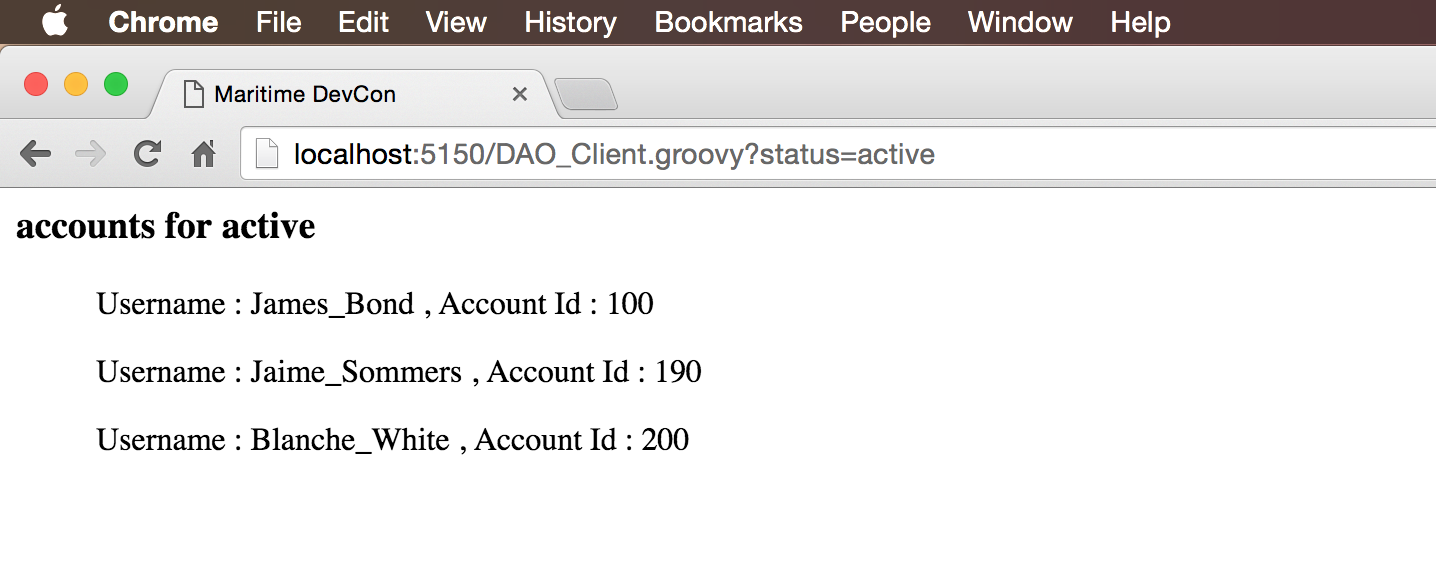 Chrome File Edit View History Bookmarks People Window Help
Maritime DevCon
localhost:5150/DAO_Client.groovy?status=active
accounts for active
Username : James_Bond , Account Id : 100
Username : Jaime_Sommers , Account Id : 190
Username : Blanche_White , Account Id : 200